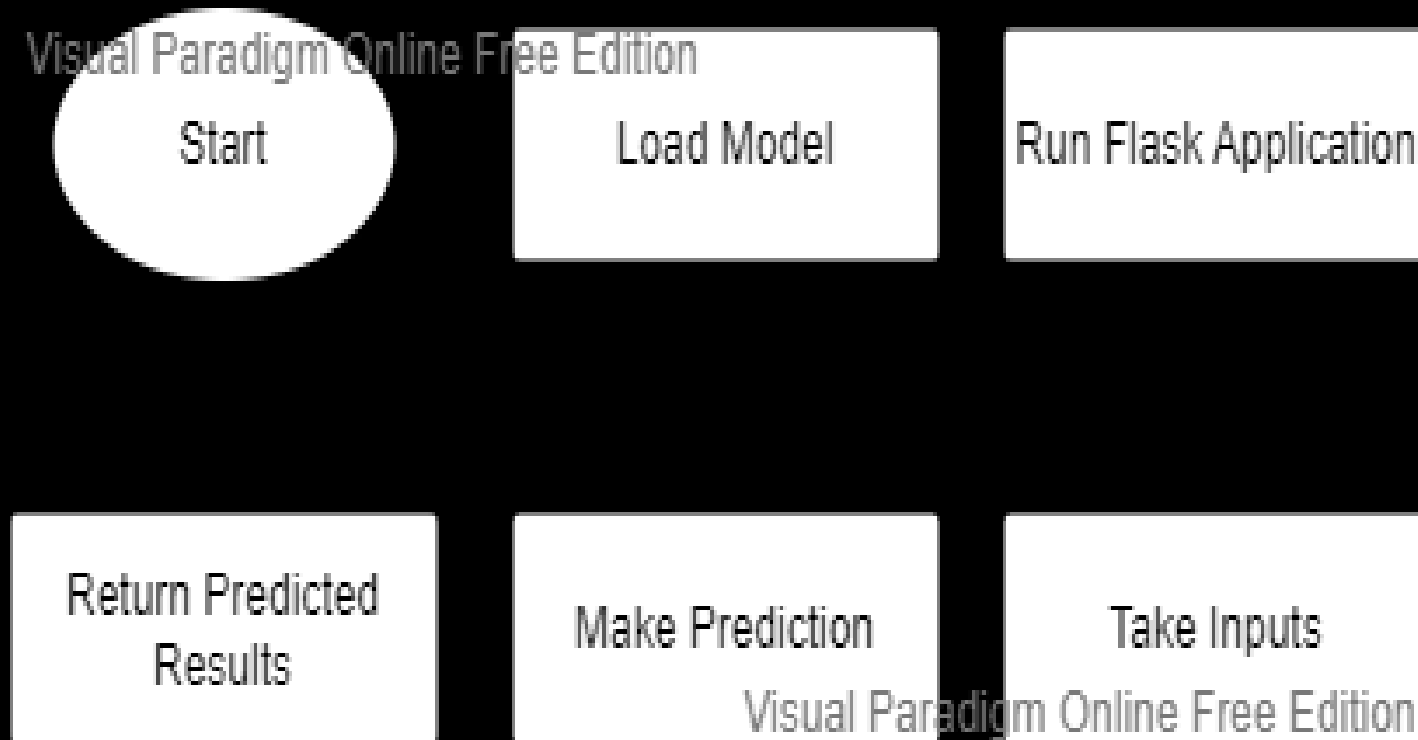 Visual Paradigm Online Free Edition
Start
Load Model
Run Flask Application
Return Predicted
Results
Make Prediction
Take Inputs
Visual Paradigm Online Free Edition